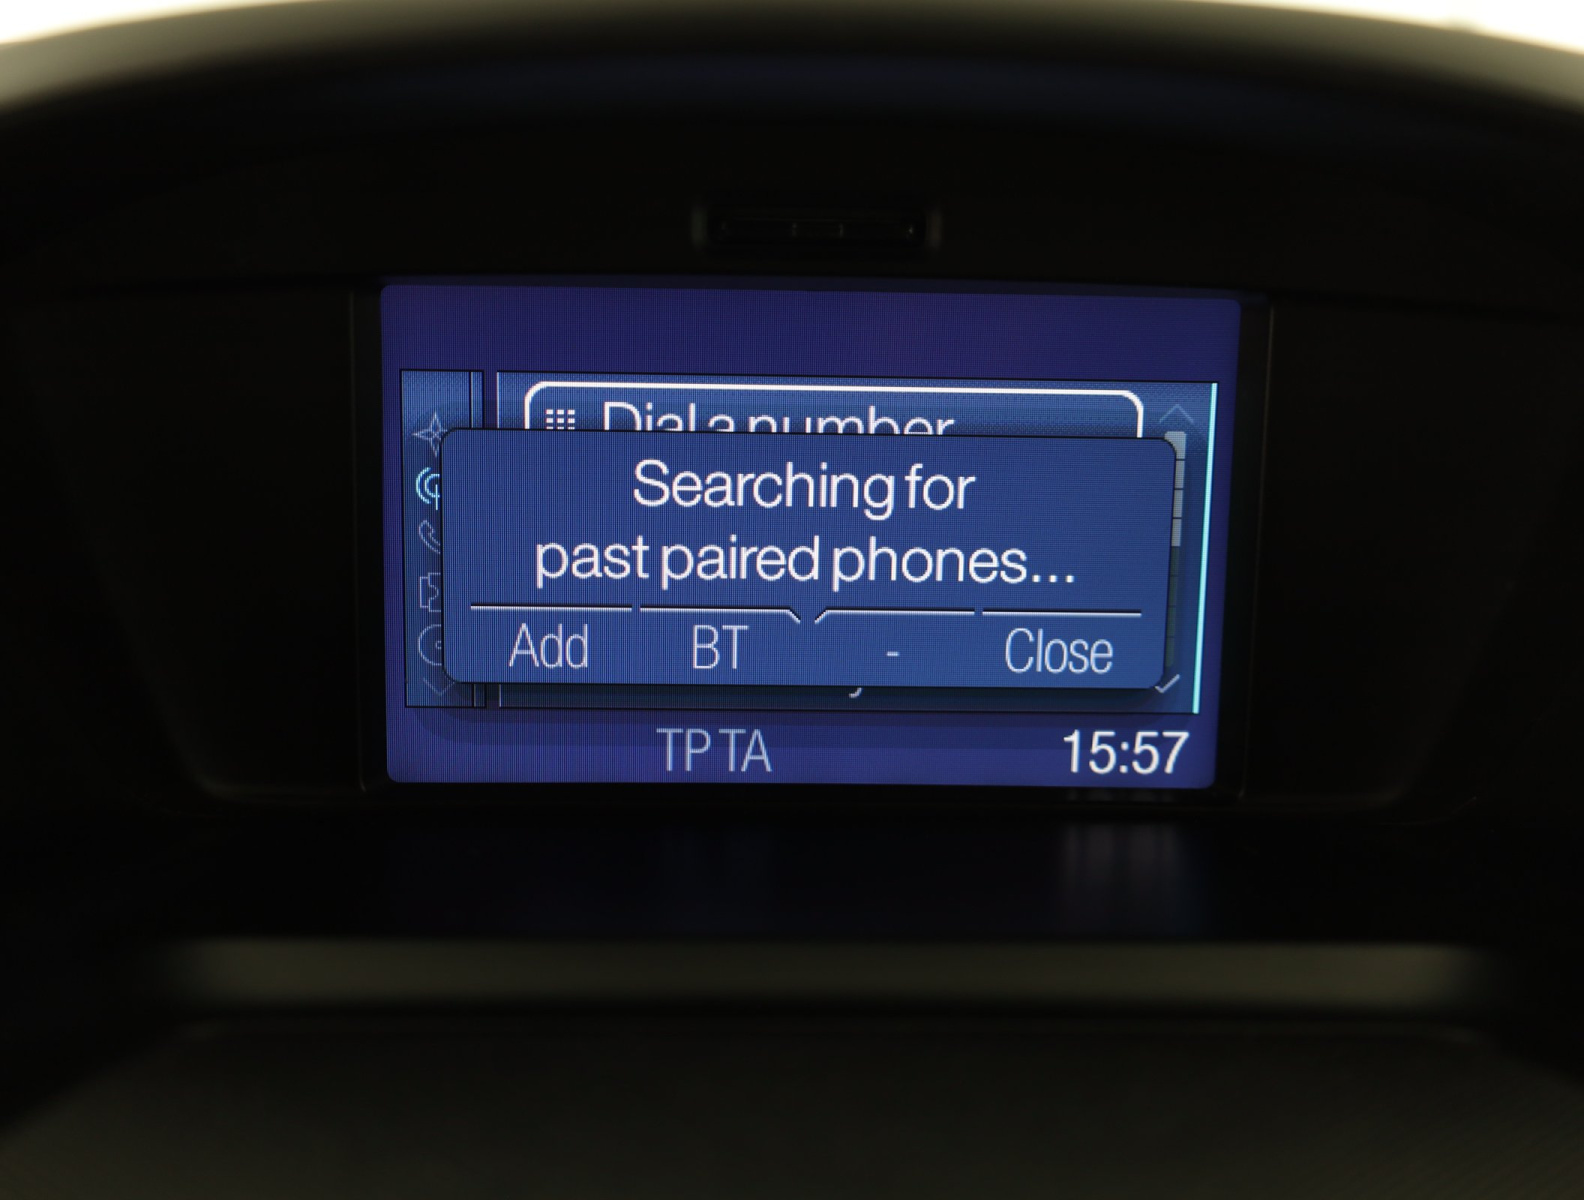 Dial a number
Searching for
past paired phones...
Add BT - Close
TP TA 15:57